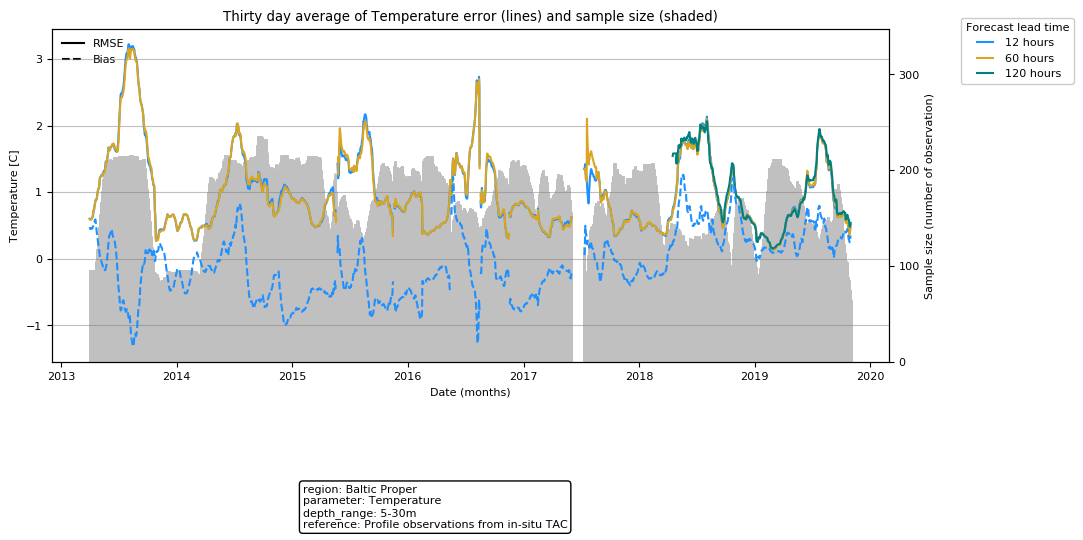 Thirty day average of Temperature error (lines) and sample size (shaded)
RMSE
Bias
Forecast lead time
12 hours
60 hours
120 hours
Temperature [C]
3
2
1
0
−1
Sample size (number of observation)
300
200
100
0
2013 2014 2015 2016 2017 2018 2019 2020
Date (months)
region: Baltic Proper
parameter: Temperature
depth_range: 5-30m
reference: Profile observations from in-situ TAC